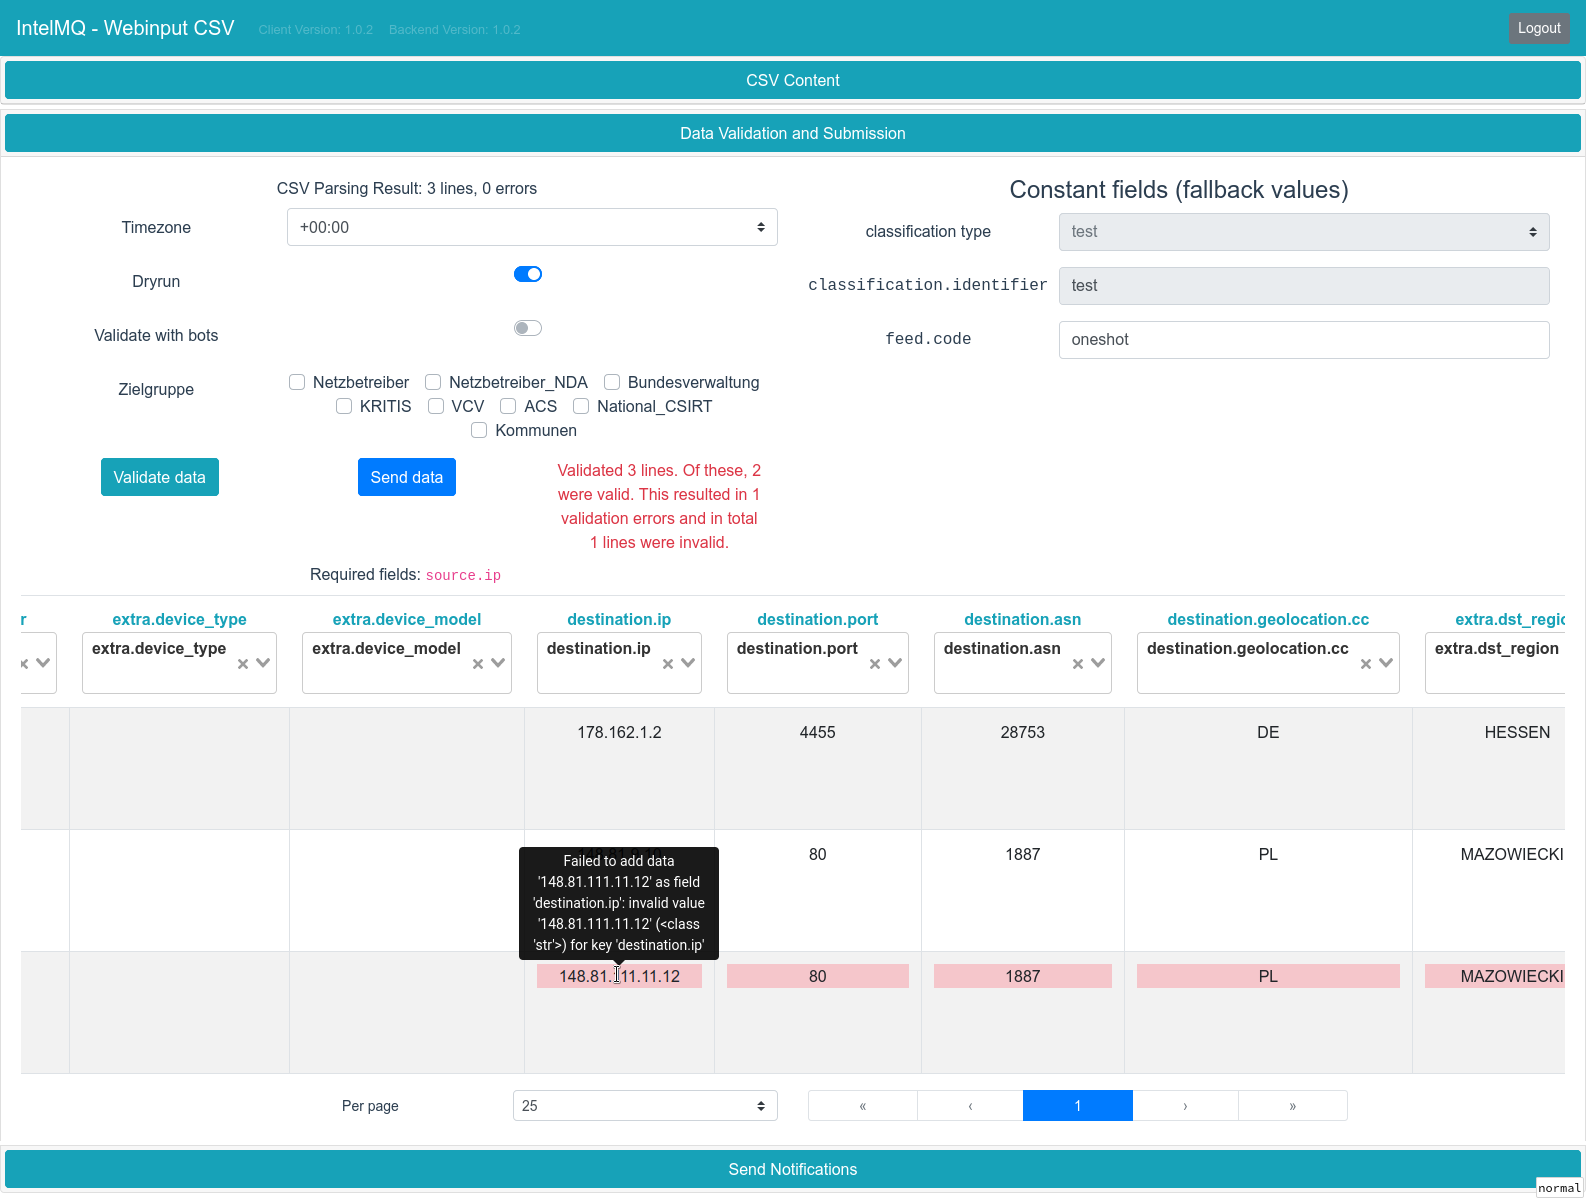 IntelMQ - Webinput CSV Client Version: 1.0.2 Backend Version: 1.0.2 Logout
CSV Content
Data Validation and Submission
CSV Parsing Result: 3 lines, 0 errors
Timezone +00:00
Dryrun
Validate with bots
Zielgruppe
Netzbetreiber Netzbetreiber_NDA Bundesverwaltung
KRITIS VCV ACS National_CSIRT
Kommunen
Constant fields (fallback values)
classification type test
classification.identifier test
feed.code oneshot
Validate data Send data
Validated 3 lines. Of these, 2
were valid. This resulted in 1
validation errors and in total
1 lines were invalid.
Required fields: source.ip
r extra.device_type extra.device_model destination.ip destination.port destination.asn destination.geolocation.cc extra.dst_regio
extra.device_type extra.device_model destination.ip destination.port destination.asn destination.geolocation.cc extra.dst_region
178.162.1.2 4455 28753 DE HESSEN
80 1887 PL MAZOWIECKI
Failed to add data
'148.81.111.11.12' as field
'destination.ip': invalid value
'148.81.111.11.12' (<class
'str'>) for key 'destination.ip'
148.81.111.11.12 80 1887 PL MAZOWIECKI
Per page 25 « ‹ 1 › »
Send Notifications
normal